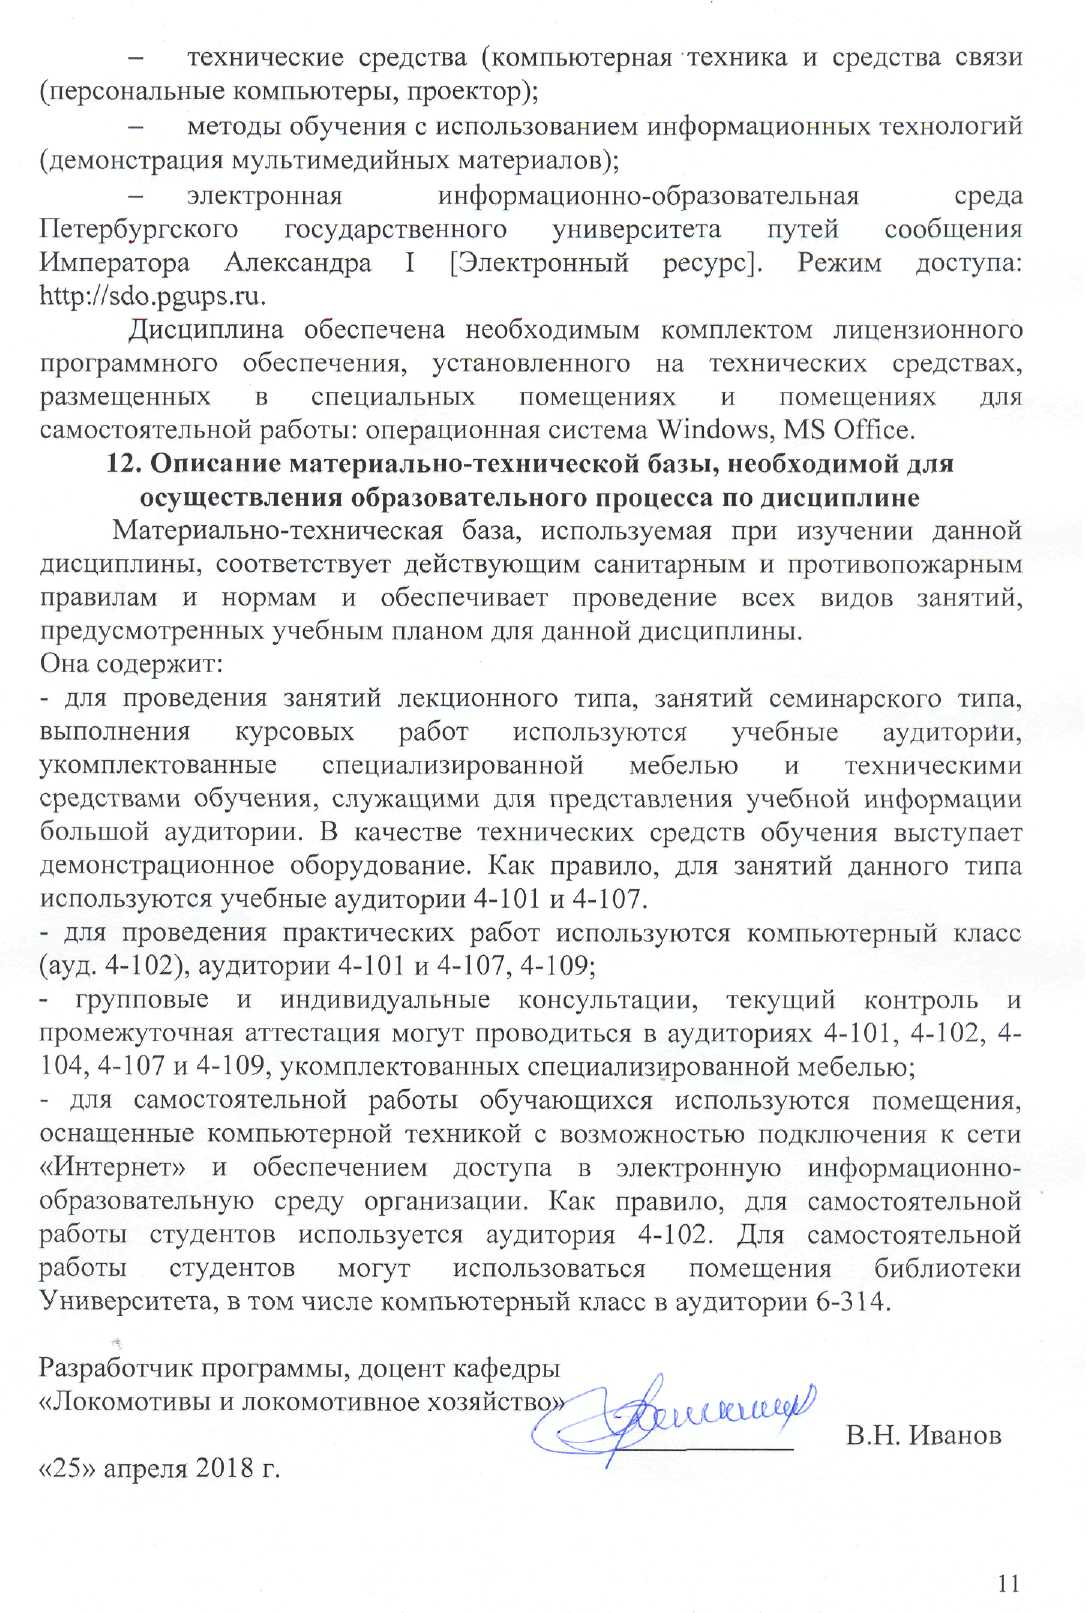 – технические средства (компьютерная техника и средства связи
(персональные компьютеры, проектор);
– методы обучения с использованием информационных технологий
(демонстрация мультимедийных материалов);
– электронная информационно-образовательная среда
Петербургского государственного университета путей сообщения
Императора Александра I [Электронный ресурс]. Режим доступа:
http://sdo.pgups.ru.
Дисциплина обеспечена необходимым комплектом лицензионного
программного обеспечения, установленного на технических средствах,
размещенных в специальных помещениях и помещениях для
самостоятельной работы: операционная система Windows, MS Office.
12. Описание материально-технической базы, необходимой для
осуществления образовательного процесса по дисциплине
Материально-техническая база, используемая при изучении данной
дисциплины, соответствует действующим санитарным и противопожарным
правилам и нормам и обеспечивает проведение всех видов занятий,
предусмотренных учебным планом для данной дисциплины.
Она содержит:
- для проведения занятий лекционного типа, занятий семинарского типа,
выполнения курсовых работ используются учебные аудитории,
укомплектованные специализированной мебелью и техническими
средствами обучения, служащими для представления учебной информации
большой аудитории. В качестве технических средств обучения выступает
демонстрационное оборудование. Как правило, для занятий данного типа
используются учебные аудитории 4-101 и 4-107.
- для проведения практических работ используются компьютерный класс
(ауд. 4-102), аудитории 4-101 и 4-107, 4-109;
- групповые и индивидуальные консультации, текущий контроль и
промежуточная аттестация могут проводиться в аудиториях 4-101, 4-102, 4-
104, 4-107 и 4-109, укомплектованных специализированной мебелью;
- для самостоятельной работы обучающихся используются помещения,
оснащенные компьютерной техникой с возможностью подключения к сети
«Интернет» и обеспечением доступа в электронную информационно-
образовательную среду организации. Как правило, для самостоятельной
работы студентов используется аудитория 4-102. Для самостоятельной
работы студентов могут использоваться помещения библиотеки
Университета, в том числе компьютерный класс в аудитории 6-314.
Разработчик программы, доцент кафедры
«Локомотивы и локомотивное хозяйство»
В.Н. Иванов
«25» апреля 2018 г.
11